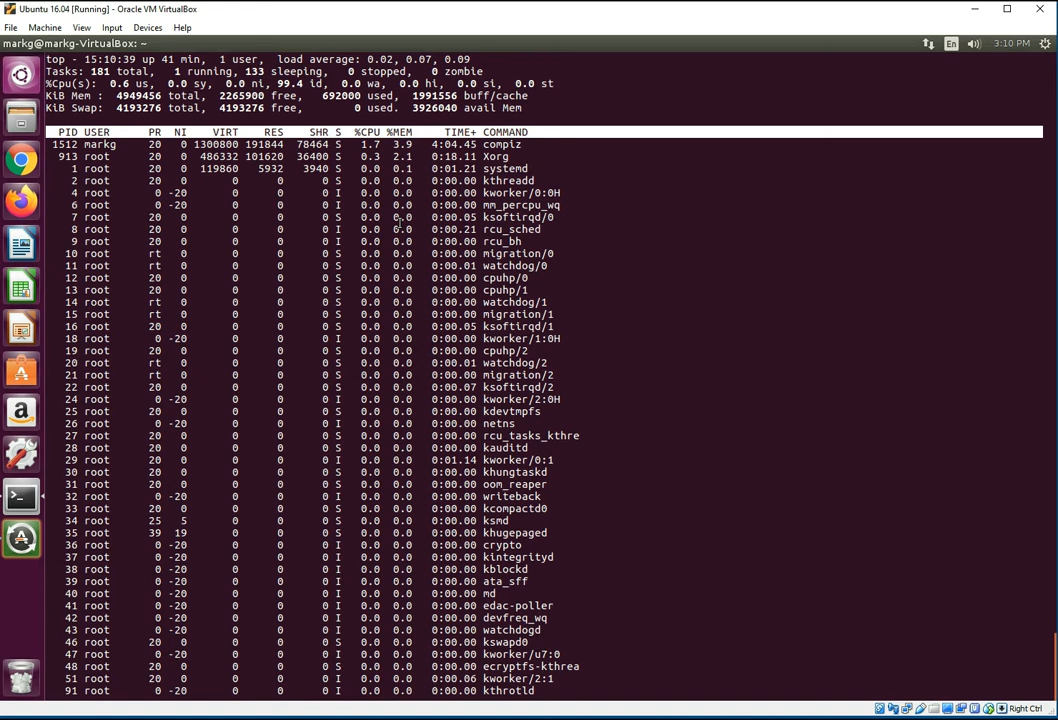 Ubuntu 16.04 [Running] - Oracle VM VirtualBox
File Machine View Input Devices Help
markg@markg-VirtualBox: ~ En 3:10 PM
top - 15:10:39 up 41 min, 1 user, load average: 0.02, 0.07, 0.09
Tasks: 181 total, 1 running, 133 sleeping, 0 stopped, 0 zombie
%Cpu(s): 0.6 us, 0.0 sy, 0.0 ni, 99.4 id, 0.0 wa, 0.0 hi, 0.0 si, 0.0 st
KiB Mem : 4949456 total, 2265900 free, 692000 used, 1991556 buff/cache
KiB Swap: 4193276 total, 4193276 free, 0 used. 3926040 avail Mem
PID USER PR NI VIRT RES SHR S %CPU %MEM TIME+ COMMAND
1512 markg 20 0 1300800 191844 78464 S 1.7 3.9 4:04.45 compiz
913 root 20 0 486332 101620 36400 S 0.3 2.1 0:18.11 Xorg
1 root 20 0 119860 5932 3940 S 0.0 0.1 0:01.21 systemd
2 root 20 0 0 0 0 S 0.0 0.0 0:00.00 kthreadd
4 root 0 -20 0 0 0 I 0.0 0.0 0:00.00 kworker/0:0H
6 root 0 -20 0 0 0 I 0.0 0.0 0:00.00 mm_percpu_wq
7 root 20 0 0 0 0 S 0.0 0.0 0:00.05 ksoftirqd/0
8 root 20 0 0 0 0 I 0.0 0.0 0:00.21 rcu_sched
9 root 20 0 0 0 0 I 0.0 0.0 0:00.00 rcu_bh
10 root rt 0 0 0 0 S 0.0 0.0 0:00.00 migration/0
11 root rt 0 0 0 0 S 0.0 0.0 0:00.01 watchdog/0
12 root 20 0 0 0 0 S 0.0 0.0 0:00.00 cpuhp/0
13 root 20 0 0 0 0 S 0.0 0.0 0:00.00 cpuhp/1
14 root rt 0 0 0 0 S 0.0 0.0 0:00.00 watchdog/1
15 root rt 0 0 0 0 S 0.0 0.0 0:00.00 migration/1
16 root 20 0 0 0 0 S 0.0 0.0 0:00.05 ksoftirqd/1
18 root 0 -20 0 0 0 I 0.0 0.0 0:00.00 kworker/1:0H
19 root 20 0 0 0 0 S 0.0 0.0 0:00.00 cpuhp/2
20 root rt 0 0 0 0 S 0.0 0.0 0:00.01 watchdog/2
21 root rt 0 0 0 0 S 0.0 0.0 0:00.00 migration/2
22 root 20 0 0 0 0 S 0.0 0.0 0:00.07 ksoftirqd/2
24 root 0 -20 0 0 0 I 0.0 0.0 0:00.00 kworker/2:0H
25 root 20 0 0 0 0 S 0.0 0.0 0:00.00 kdevtmpfs
26 root 0 -20 0 0 0 I 0.0 0.0 0:00.00 netns
27 root 20 0 0 0 0 S 0.0 0.0 0:00.00 rcu_tasks_kthre
28 root 20 0 0 0 0 S 0.0 0.0 0:00.00 kauditd
29 root 20 0 0 0 0 I 0.0 0.0 0:01.14 kworker/0:1
30 root 20 0 0 0 0 S 0.0 0.0 0:00.00 khungtaskd
31 root 20 0 0 0 0 S 0.0 0.0 0:00.00 oom_reaper
32 root 0 -20 0 0 0 I 0.0 0.0 0:00.00 writeback
33 root 20 0 0 0 0 S 0.0 0.0 0:00.00 kcompactd0
34 root 25 5 0 0 0 S 0.0 0.0 0:00.00 ksmd
35 root 39 19 0 0 0 S 0.0 0.0 0:00.00 khugepaged
36 root 0 -20 0 0 0 I 0.0 0.0 0:00.00 crypto
37 root 0 -20 0 0 0 I 0.0 0.0 0:00.00 kintegrityd
38 root 0 -20 0 0 0 I 0.0 0.0 0:00.00 kblockd
39 root 0 -20 0 0 0 I 0.0 0.0 0:00.00 ata_sff
40 root 0 -20 0 0 0 I 0.0 0.0 0:00.00 md
41 root 0 -20 0 0 0 I 0.0 0.0 0:00.00 edac-poller
42 root 0 -20 0 0 0 I 0.0 0.0 0:00.00 devfreq_wq
43 root 0 -20 0 0 0 I 0.0 0.0 0:00.00 watchdogd
46 root 20 0 0 0 0 S 0.0 0.0 0:00.00 kswapd0
47 root 0 -20 0 0 0 I 0.0 0.0 0:00.00 kworker/u7:0
48 root 20 0 0 0 0 S 0.0 0.0 0:00.00 ecryptfs-kthrea
51 root 20 0 0 0 0 I 0.0 0.0 0:00.06 kworker/2:1
91 root 0 -20 0 0 0 I 0.0 0.0 0:00.00 kthrotld
Right Ctrl